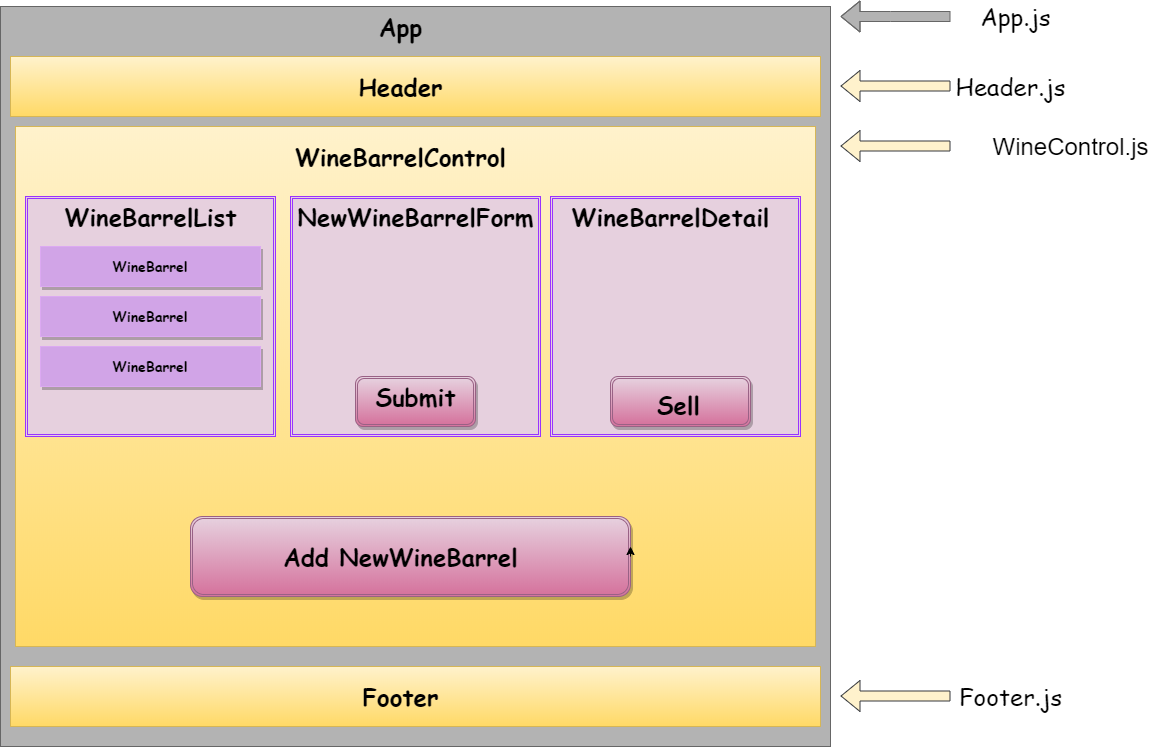 App
App.js
Header
Header.js
WineBarrelControl
WineControl.js
WineBarrelList
NewWineBarrelForm
WineBarrelDetail
WineBarrel
WineBarrel
WineBarrel
Submit
Sell
Add NewWineBarrel
Footer
Footer.js